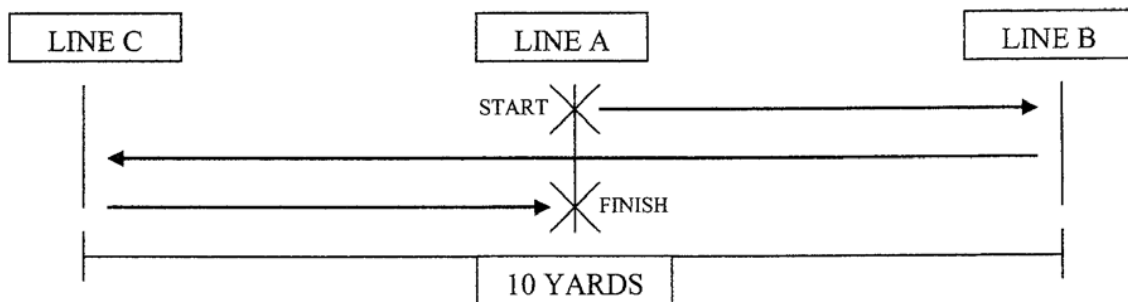 LINE C
LINE A
LINE B
START
FINISH
10 YARDS